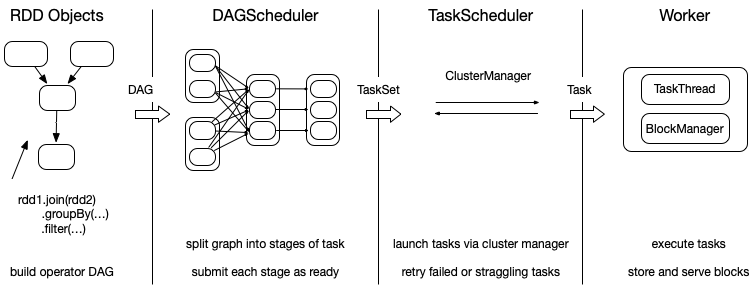 RDD Objects
DAGScheduler
TaskScheduler
Worker
DAG
TaskSet
ClusterManager
Task
TaskThread
BlockManager
rdd1.join(rdd2)
.groupBy(…)
.filter(…)
build operator DAG
split graph into stages of task
submit each stage as ready
launch tasks via cluster manager
retry failed or straggling tasks
execute tasks
store and serve blocks